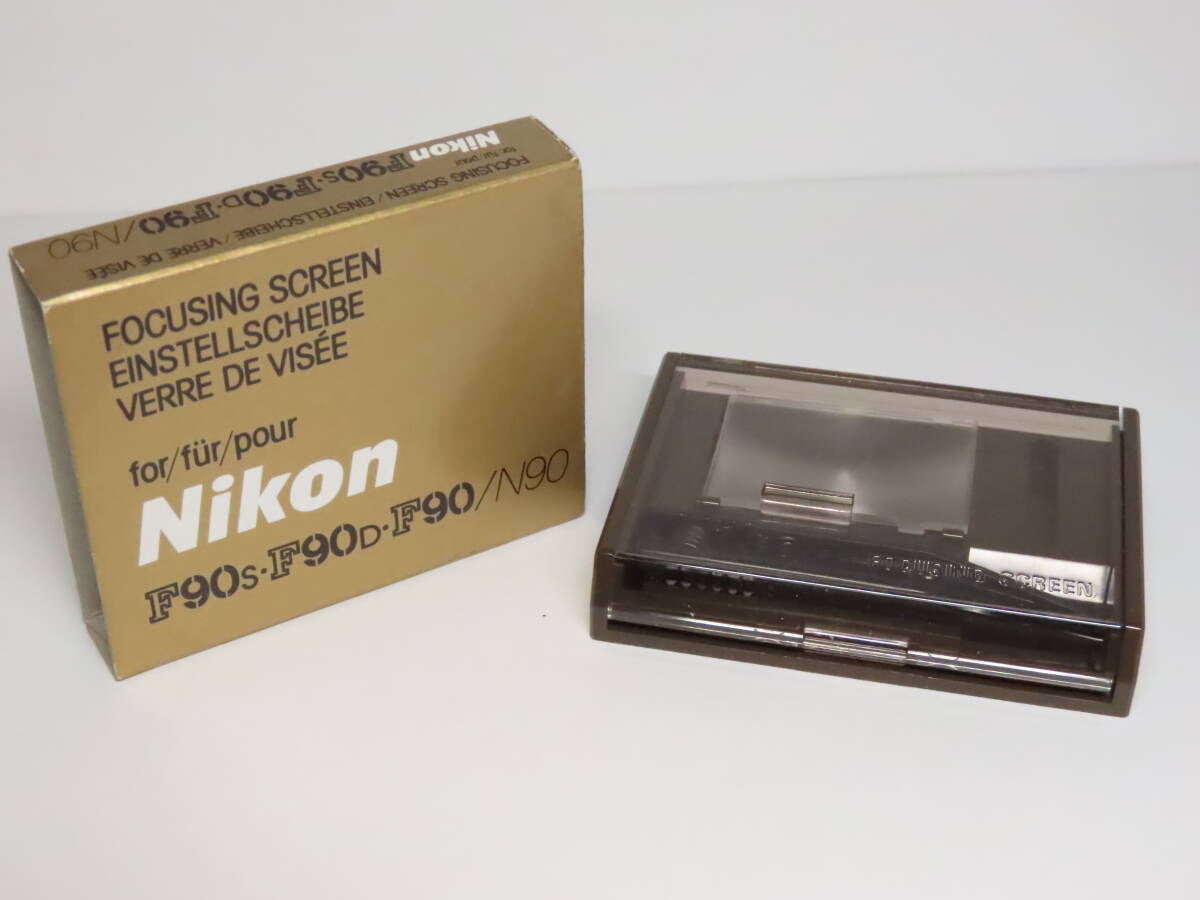 Nikon
for/für/pour
F90S·F90D·F90/N90
FOCUSING SCREEN / EINSTELLSCHEIBE / VERRE DE VISÉE
FOCUSING SCREEN
EINSTELLSCHEIBE
VERRE DE VISÉE
for/für/pour
Nikon
F90S·F90D·F90/N90
FOCUSING SCREEN